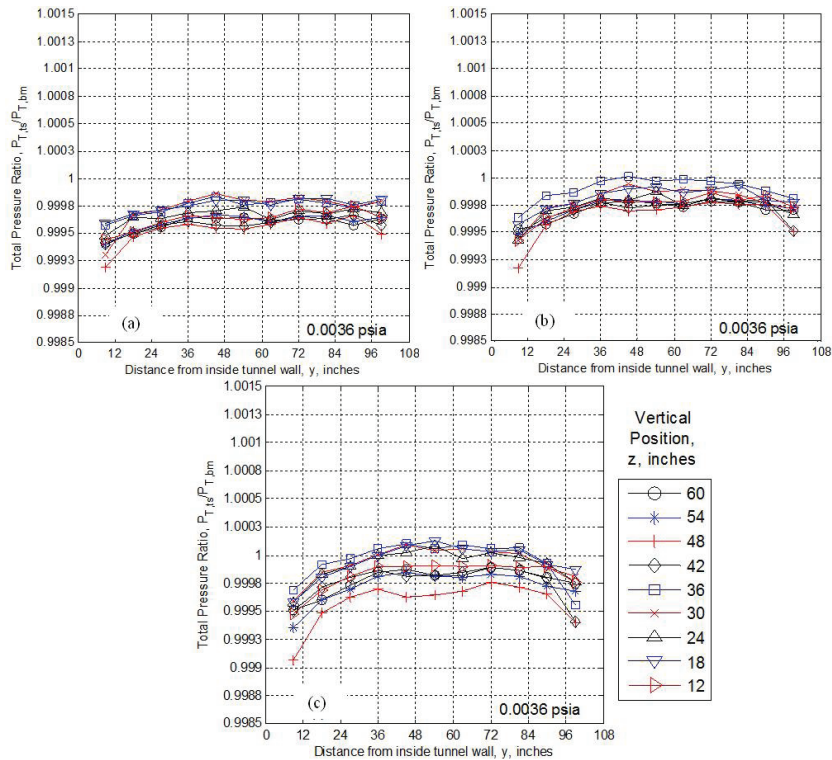 1.0015
1.0013
1.001
1.0008
1.0005
1.0003
1
0.9998
0.9995
0.9993
0.999
0.9988
0.9985
Total Pressure Ratio, P_T,ts/P_T,bm
(a)
0.0036 psia
0 12 24 36 48 60 72 84 96 108
Distance from inside tunnel wall, y, inches
1.0015
1.0013
1.001
1.0008
1.0005
1.0003
1
0.9998
0.9995
0.9993
0.999
0.9988
0.9985
Total Pressure Ratio, P_T,ts/P_T,bm
(b)
0.0036 psia
0 12 24 36 48 60 72 84 96 108
Distance from inside tunnel wall, y, inches
1.0015
1.0013
1.001
1.0008
1.0005
1.0003
1
0.9998
0.9995
0.9993
0.999
0.9988
0.9985
Total Pressure Ratio, P_T,ts/P_T,bm
(c)
0.0036 psia
0 12 24 36 48 60 72 84 96 108
Distance from inside tunnel wall, y, inches
Vertical
Position,
z, inches
60
54
48
42
36
30
24
18
12